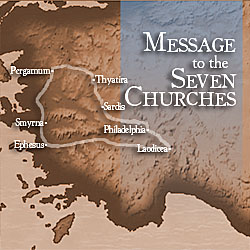 MESSAGE
to the
SEVEN
CHURCHES
Pergamum
Thyatira
Sardis
Smyrna
Philadelphia
Ephesus
Laodicea